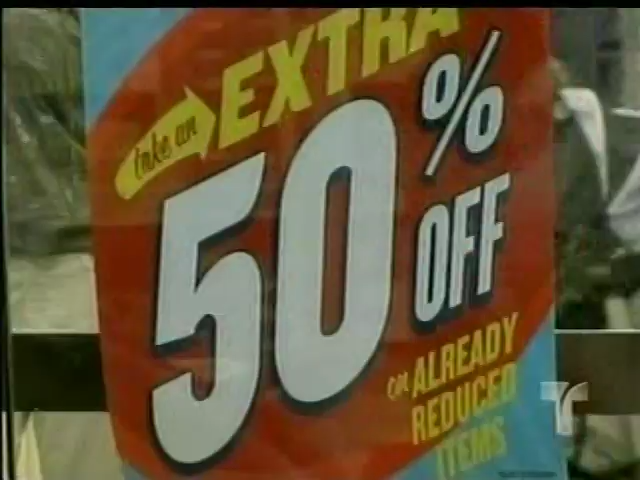 take an EXTRA
50% OFF
on ALREADY
REDUCED
ITEMS